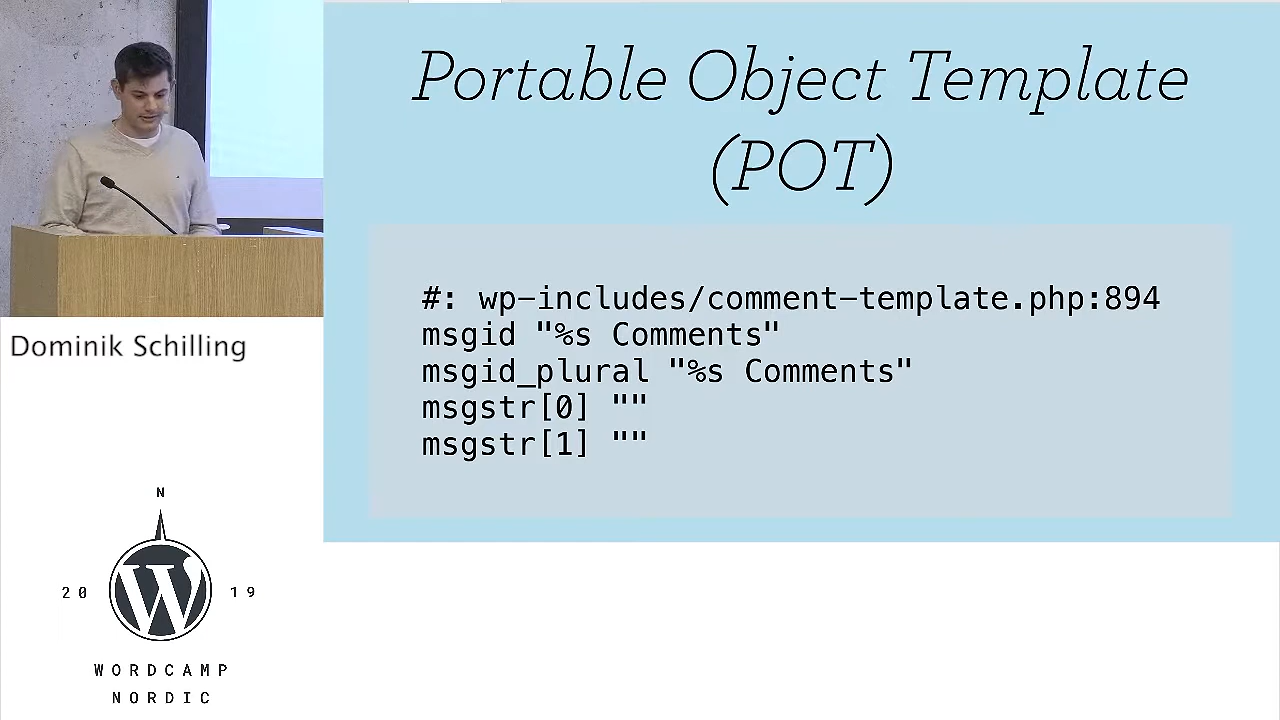 Portable Object Template
(POT)
#: wp-includes/comment-template.php:894
msgid "%s Comments"
msgid_plural "%s Comments"
msgstr[0] ""
msgstr[1] ""
Dominik Schilling
N
20 19
WORDCAMP
NORDIC